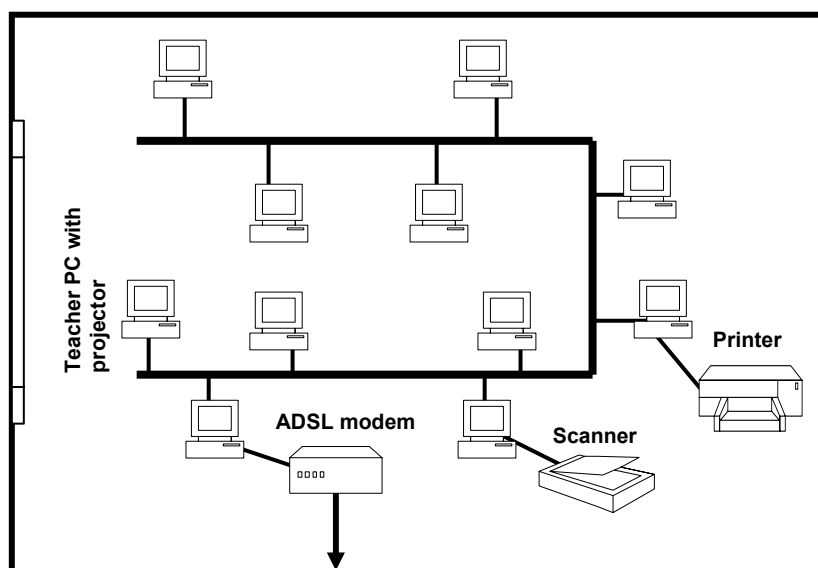 Teacher PC with
projector
Printer
ADSL modem
Scanner